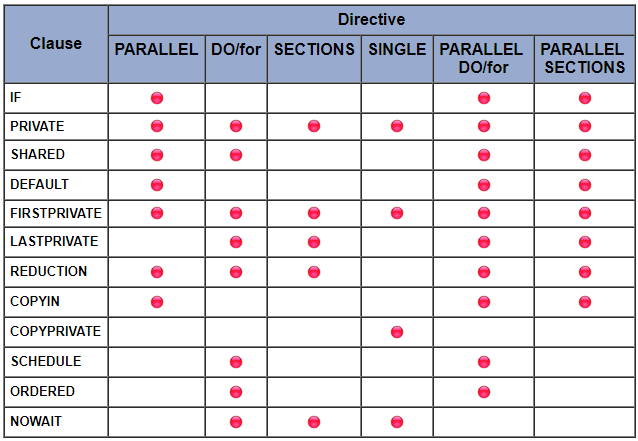 Clause
Directive
PARALLEL DO/for SECTIONS SINGLE PARALLEL DO/for PARALLEL SECTIONS
IF
PRIVATE
SHARED
DEFAULT
FIRSTPRIVATE
LASTPRIVATE
REDUCTION
COPYIN
COPYPRIVATE
SCHEDULE
ORDERED
NOWAIT